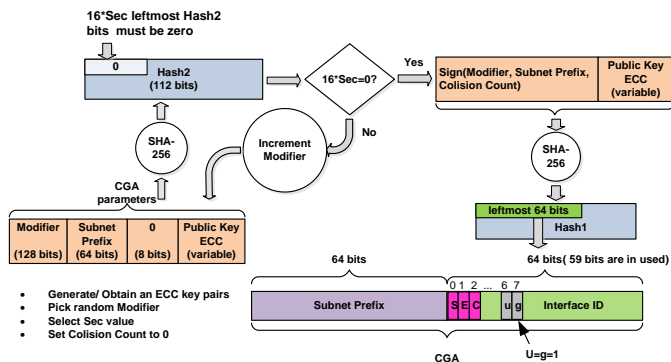 16*Sec leftmost Hash2
bits must be zero
0
Hash2
(112 bits)
16*Sec=0?
Yes
No
Sign(Modifier, Subnet Prefix,
Colision Count)
Public Key
ECC
(variable)
SHA-
256
Increment
Modifier
SHA-
256
CGA
parameters
Modifier
(128 bits)
Subnet
Prefix
(64 bits)
0
(8 bits)
Public Key
ECC
(variable)
leftmost 64 bits
Hash1
64 bits
64 bits( 59 bits are in used)
0 1 2 ... 6 7
Subnet Prefix
S E C
u g
Interface ID
U=g=1
CGA
• Generate/ Obtain an ECC key pairs
• Pick random Modifier
• Select Sec value
• Set Colision Count to 0